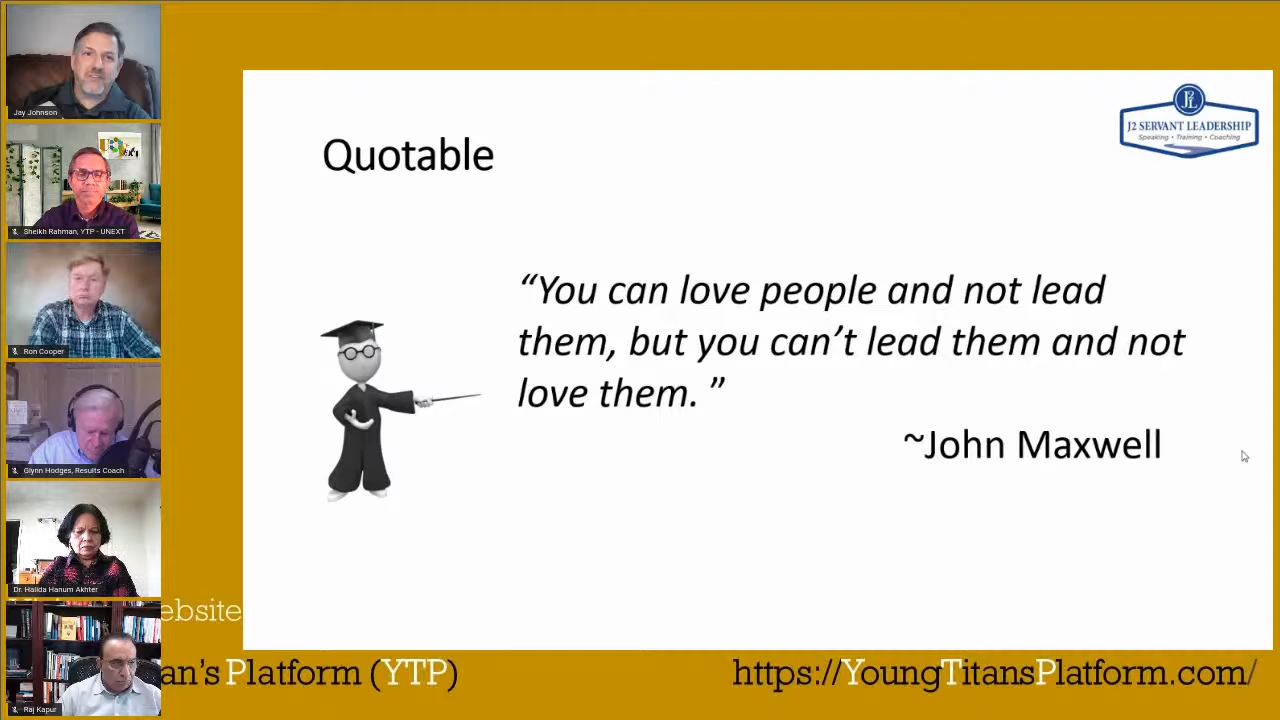 Jay Johnson
Sheikh Rahman, YTP - UNEXT
Ron Cooper
Glynn Hodges, Results Coach
Dr. Halida Hanum Akhter
Raj Kapur
J2 SERVANT LEADERSHIP
Speaking • Training • Coaching
Quotable
“You can love people and not lead
them, but you can’t lead them and not
love them. ”
~John Maxwell
ebsite
an’s Platform (YTP)
https://YoungTitansPlatform.com/